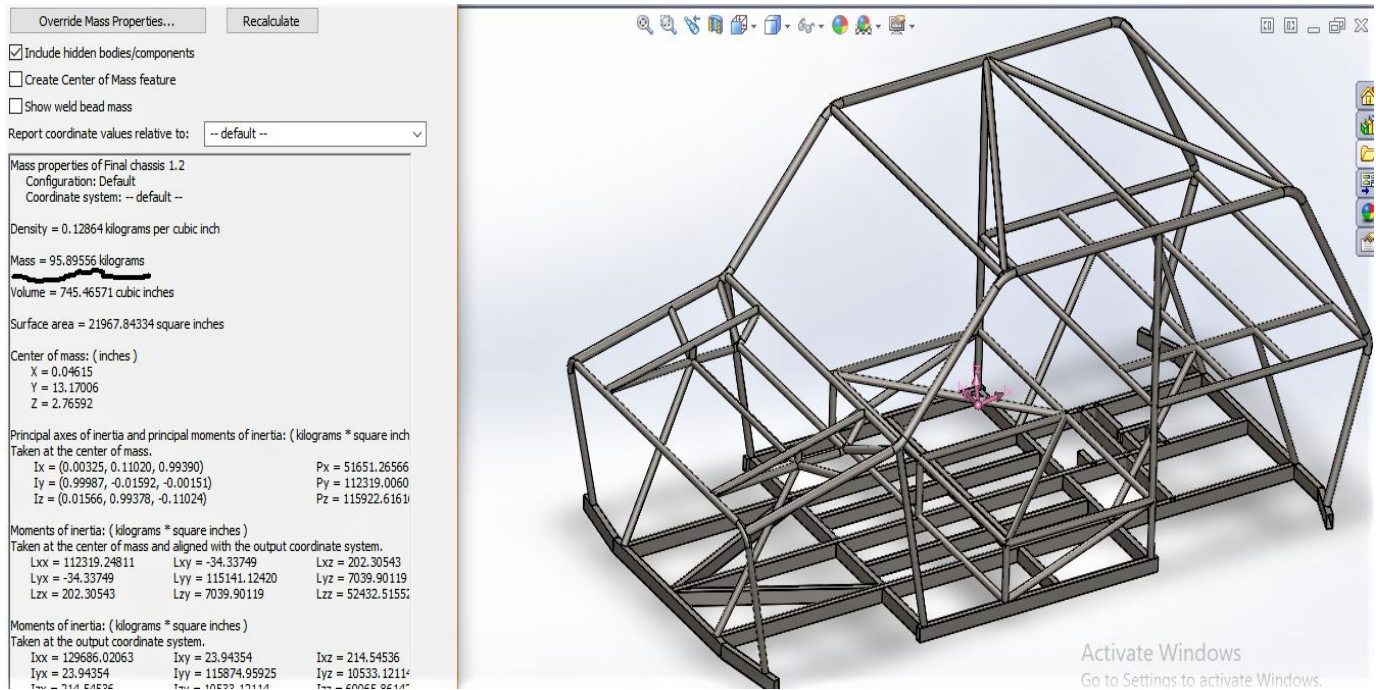 Override Mass Properties...
Recalculate
Include hidden bodies/components
Create Center of Mass feature
Show weld bead mass
Report coordinate values relative to:
-- default --
Mass properties of Final chassis 1.2
Configuration: Default
Coordinate system: -- default --
Density = 0.12864 kilograms per cubic inch
Mass = 95.89556 kilograms
Volume = 745.46571 cubic inches
Surface area = 21967.84334 square inches
Center of mass: ( inches )
X = 0.04615
Y = 13.17006
Z = 2.76592
Principal axes of inertia and principal moments of inertia: ( kilograms * square inch
Taken at the center of mass.
Ix = (0.00325, 0.11020, 0.99390) Px = 51651.26566
Iy = (0.99987, -0.01592, -0.00151) Py = 112319.0060
Iz = (0.01566, 0.99378, -0.11024) Pz = 115922.6161
Moments of inertia: ( kilograms * square inches )
Taken at the center of mass and aligned with the output coordinate system.
Lxx = 112319.24811 Lxy = -34.33749 Lxz = 202.30543
Lyx = -34.33749 Lyy = 115141.12420 Lyz = 7039.90119
Lzx = 202.30543 Lzy = 7039.90119 Lzz = 52432.5155
Moments of inertia: ( kilograms * square inches )
Taken at the output coordinate system.
Ixx = 129686.02063 Ixy = 23.94354 Ixz = 214.54536
Iyx = 23.94354 Iyy = 115874.95925 Iyz = 10533.1211
Izx = 214.54536 Izy = 10533.12114 Izz = 60065.8614
Activate Windows
Go to Settings to activate Windows.